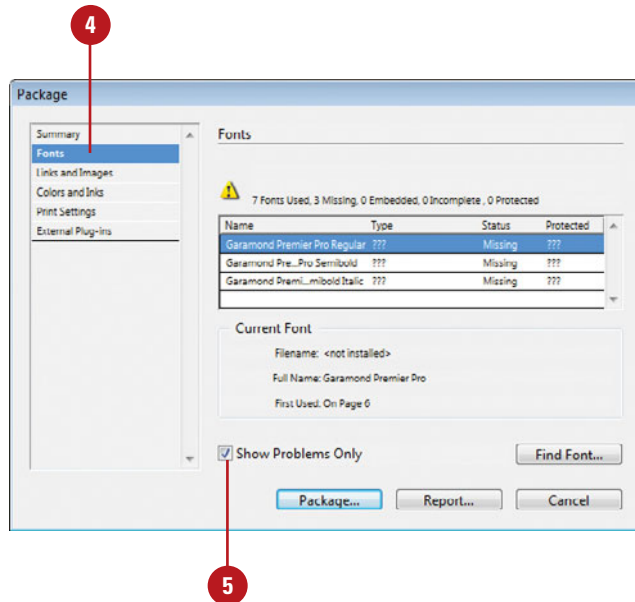 4
Package
Summary
Fonts
Links and Images
Colors and Inks
Print Settings
External Plug-ins
Fonts
7 Fonts Used, 3 Missing, 0 Embedded, 0 Incomplete , 0 Protected
Name Type Status Protected
Garamond Premier Pro Regular ??? Missing ???
Garamond Pre...Pro Semibold ??? Missing ???
Garamond Premi...mibold Italic ??? Missing ???
Current Font
Filename: <not installed>
Full Name: Garamond Premier Pro
First Used: On Page 6
Show Problems Only
Find Font...
Package...
Report...
Cancel
5